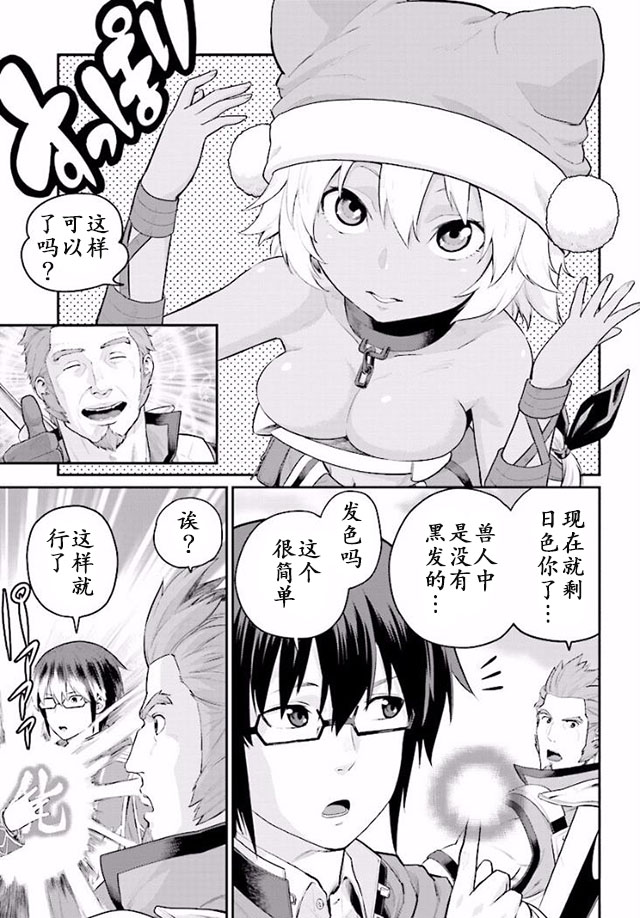 すっぽり
这样
可以
了吗？
现在就剩
日色你了…
兽人中
是没有
黑发的…
发色吗
这个
很简单
诶？
这样就
行了
化